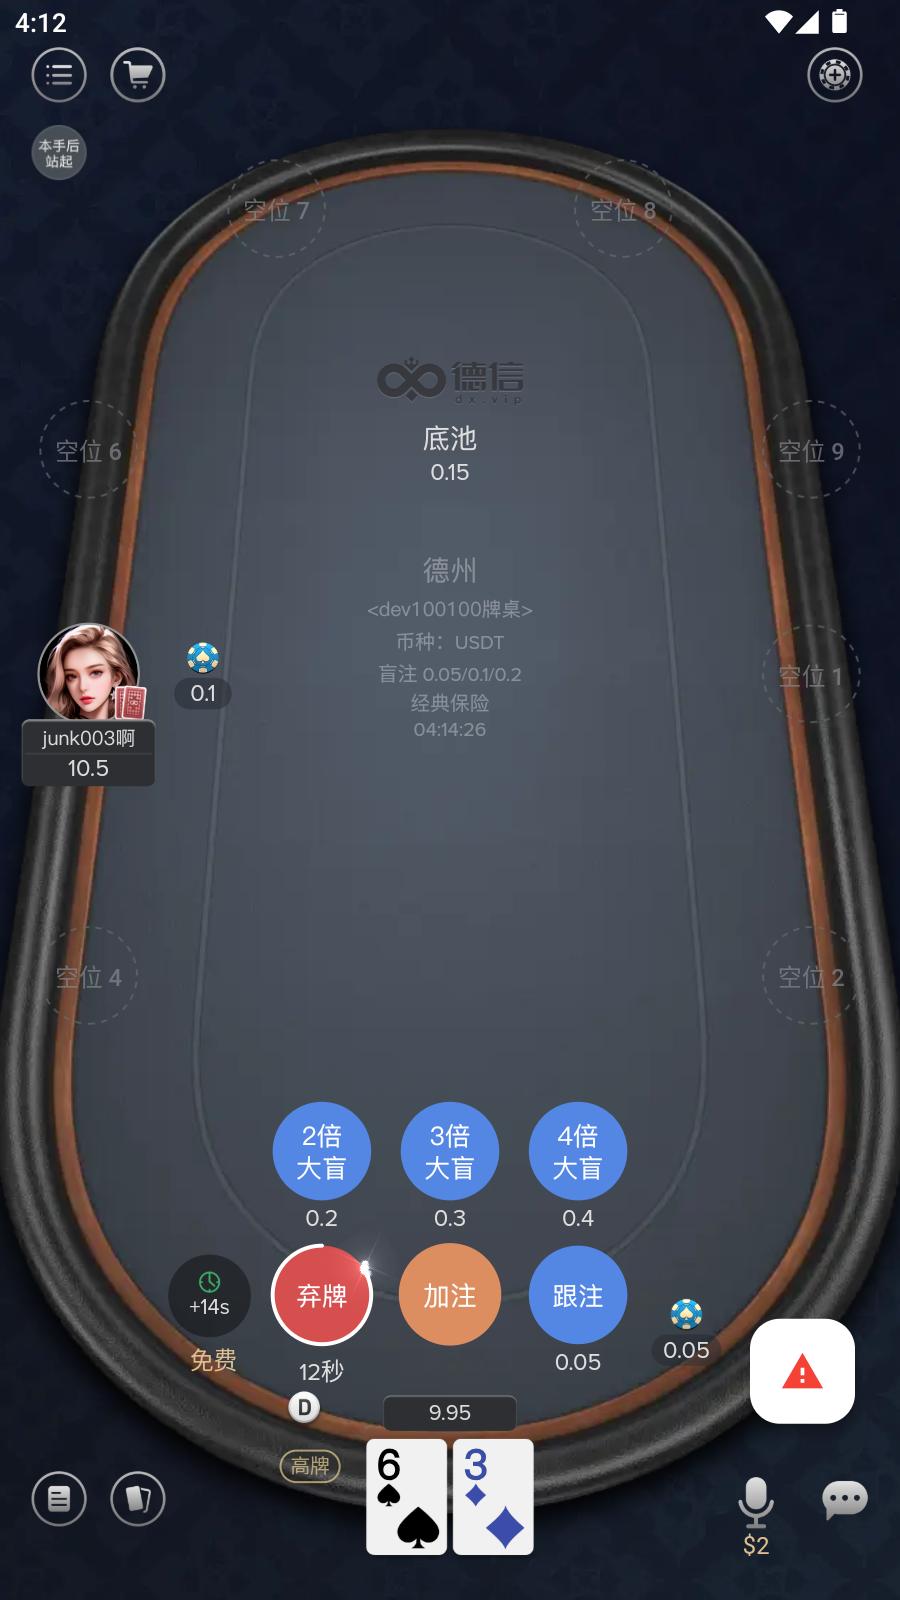 4:12
本手后
站起
空位 7
空位 8
德信
dx.vip
底池
0.15
空位 6
空位 9
德州
<dev100100牌桌>
币种：USDT
盲注 0.05/0.1/0.2
经典保险
04:14:26
空位 1
0.1
junk003啊
10.5
空位 4
空位 2
2倍
大盲
3倍
大盲
4倍
大盲
0.2
0.3
0.4
+14s
免费
弃牌
加注
跟注
12秒
0.05
0.05
D
9.95
高牌
6
3
$2